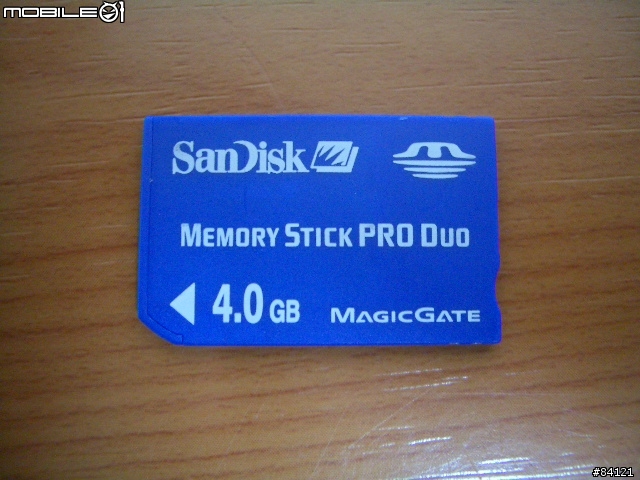 MOBILE01
SanDisk
MEMORY STICK PRO DUO
4.0 GB MAGICGATE
#84121